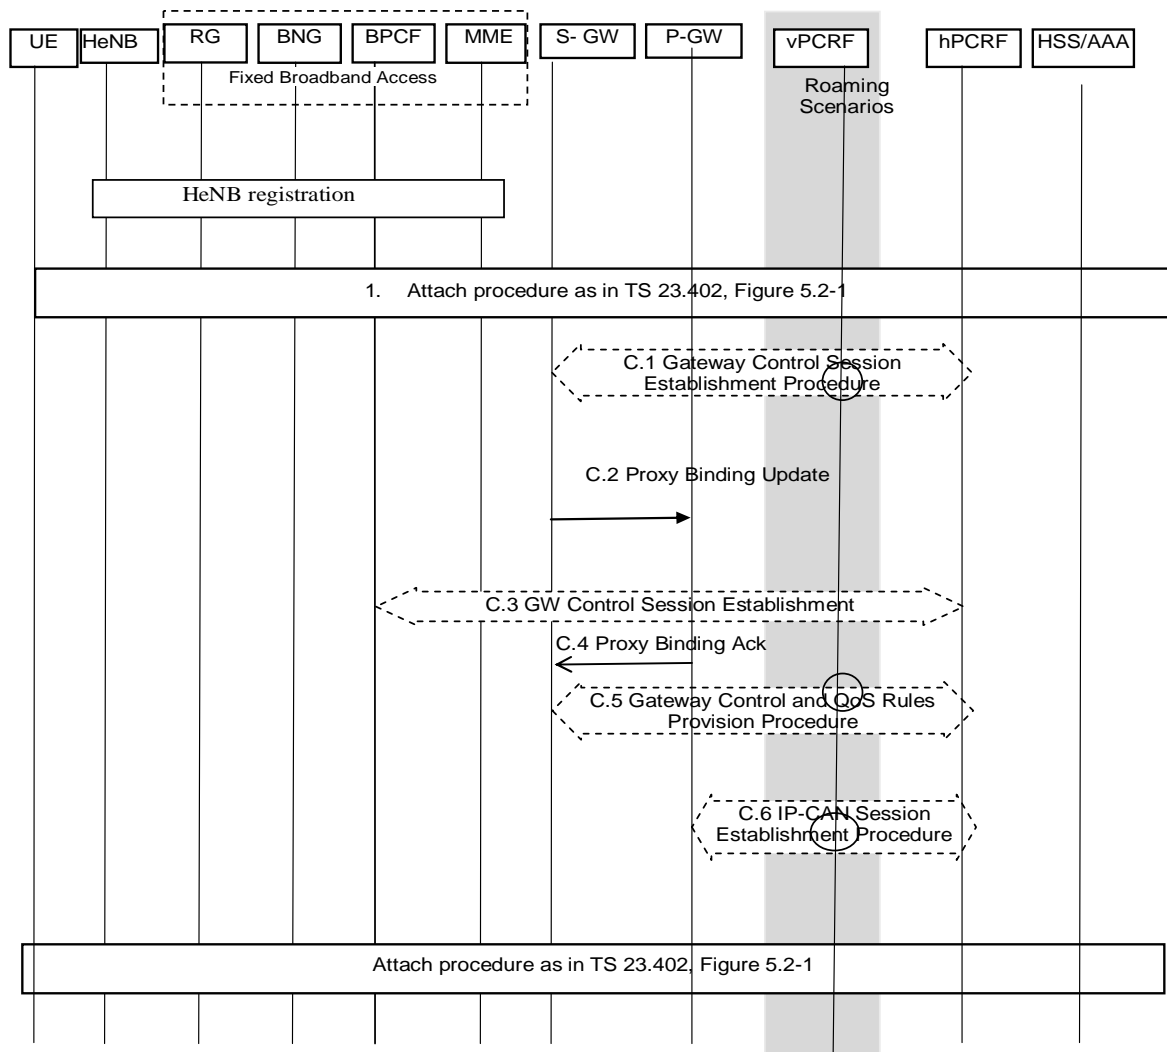 UE
HeNB
RG
BNG
BPCF
MME
S- GW
P-GW
vPCRF
hPCRF
HSS/AAA
Fixed Broadband Access
Roaming
Scenarios
HeNB registration
1. Attach procedure as in TS 23.402, Figure 5.2-1
C.1 Gateway Control Session
Establishment Procedure
C.2 Proxy Binding Update
C.3 GW Control Session Establishment
C.4 Proxy Binding Ack
C.5 Gateway Control and QoS Rules
Provision Procedure
C.6 IP-CAN Session
Establishment Procedure
Attach procedure as in TS 23.402, Figure 5.2-1